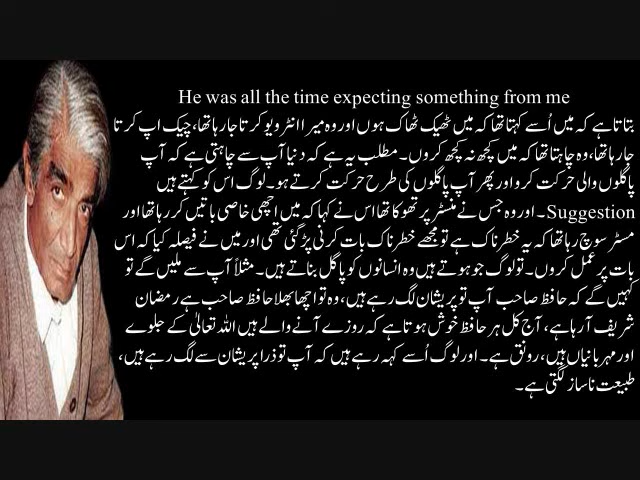 He was all the time expecting something from me
بتاتا ہے کہ میں اُسے کہتا تھا کہ میں ٹھیک ٹھاک ہوں اور وہ میرا انٹرویو کرتا جا رہا تھا، چیک اپ کرتا
جا رہا تھا، وہ چاہتا تھا کہ میں کچھ نہ کچھ کروں۔ مطلب یہ ہے کہ دنیا آپ سے چاہتی ہے کہ آپ
پاگلوں والی حرکت کرو اور پھر آپ پاگلوں کی طرح حرکت کرتے ہو۔ لوگ اس کو کہتے ہیں
Suggestion۔ اور وہ جس نے منسٹر پر تھوکا تھا اس نے کہا کہ میں اچھی خاصی باتیں کر رہا تھا اور
مسٹر سوچ رہا تھا کہ یہ خطرناک ہے تو مجھے خطرناک بات کرنی پڑ گئی تھی اور میں نے فیصلہ کیا کہ اس
بات پر عمل کروں۔ تو لوگ جو ہوتے ہیں وہ انسانوں کو پاگل بناتے ہیں۔ مثلاً آپ سے ملیں گے تو
کہیں گے کہ حافظ صاحب آپ تو پریشان لگ رہے ہیں، وہ تو اچھا بھلا حافظ صاحب ہے رمضان
شریف آ رہا ہے، آج کل ہر حافظ خوش ہوتا ہے کہ روزے آنے والے ہیں اللہ تعالیٰ کے جلوے
اور مہربانیاں ہیں، رونق ہے۔ اور لوگ اُسے کہہ رہے ہیں کہ آپ تو ذرا پریشان سے لگ رہے ہیں،
طبیعت ناساز لگتی ہے۔